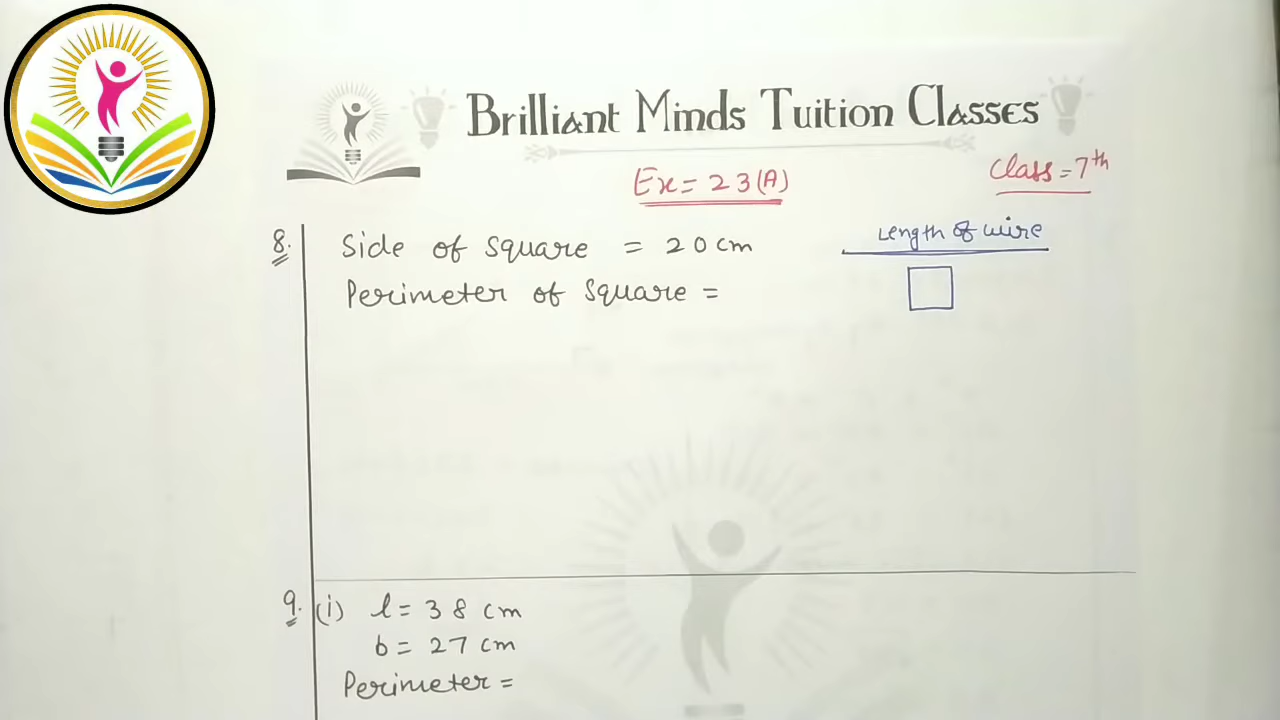 Brilliant Minds Tuition Classes
Ex = 23(A)
Class = 7th
8. Side of Square = 20 cm
Length of wire
Perimeter of Square =
9. (i) l = 38 cm
b = 27 cm
Perimeter =